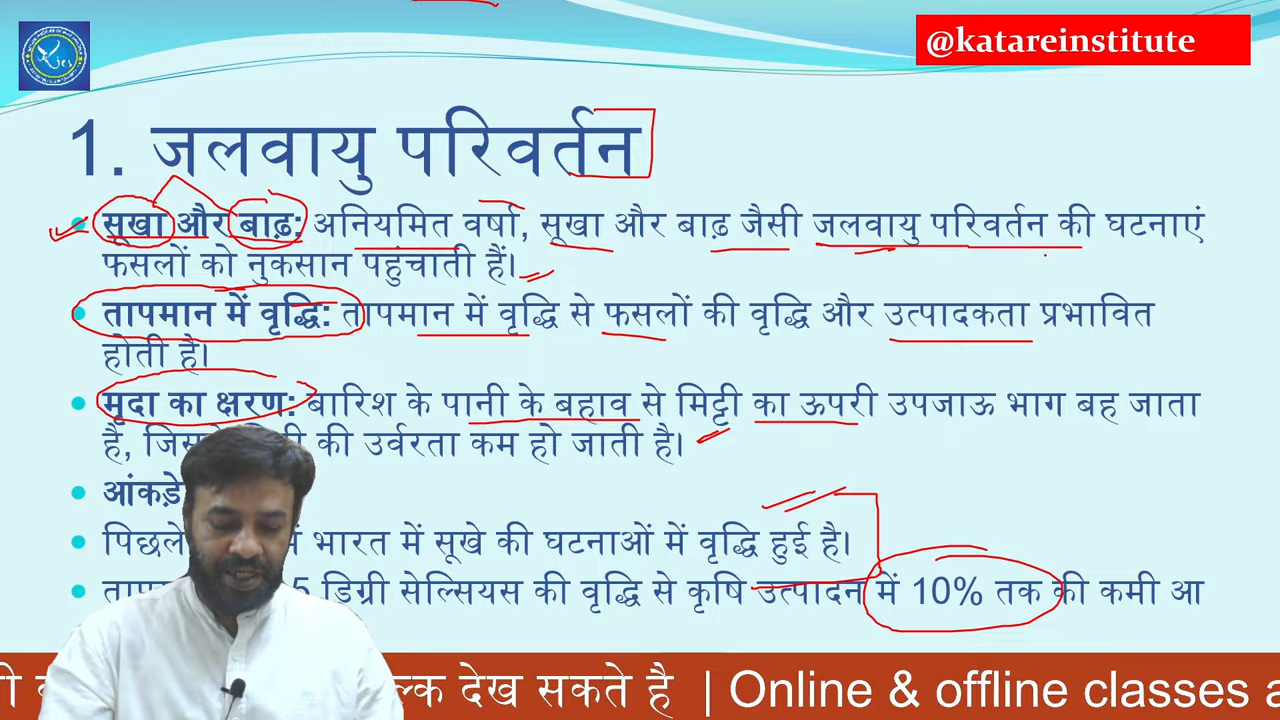 @katareinstitute
1. जलवायु परिवर्तन
सूखा और बाढ़: अनियमित वर्षा, सूखा और बाढ़ जैसी जलवायु परिवर्तन की घटनाएं
फसलों को नुकसान पहुंचाती हैं।
तापमान में वृद्धि: तापमान में वृद्धि से फसलों की वृद्धि और उत्पादकता प्रभावित
होती है।
मृदा का क्षरण: बारिश के पानी के बहाव से मिट्टी का ऊपरी उपजाऊ भाग बह जाता
है, की उर्वरता कम हो जाती है।
आंकड़े
पिछले में भारत में सूखे की घटनाओं में वृद्धि हुई है।
5 डिग्री सेल्सियस की वृद्धि से कृषि उत्पादन में 10% तक की कमी आ
देख सकते है | Online & offline classes